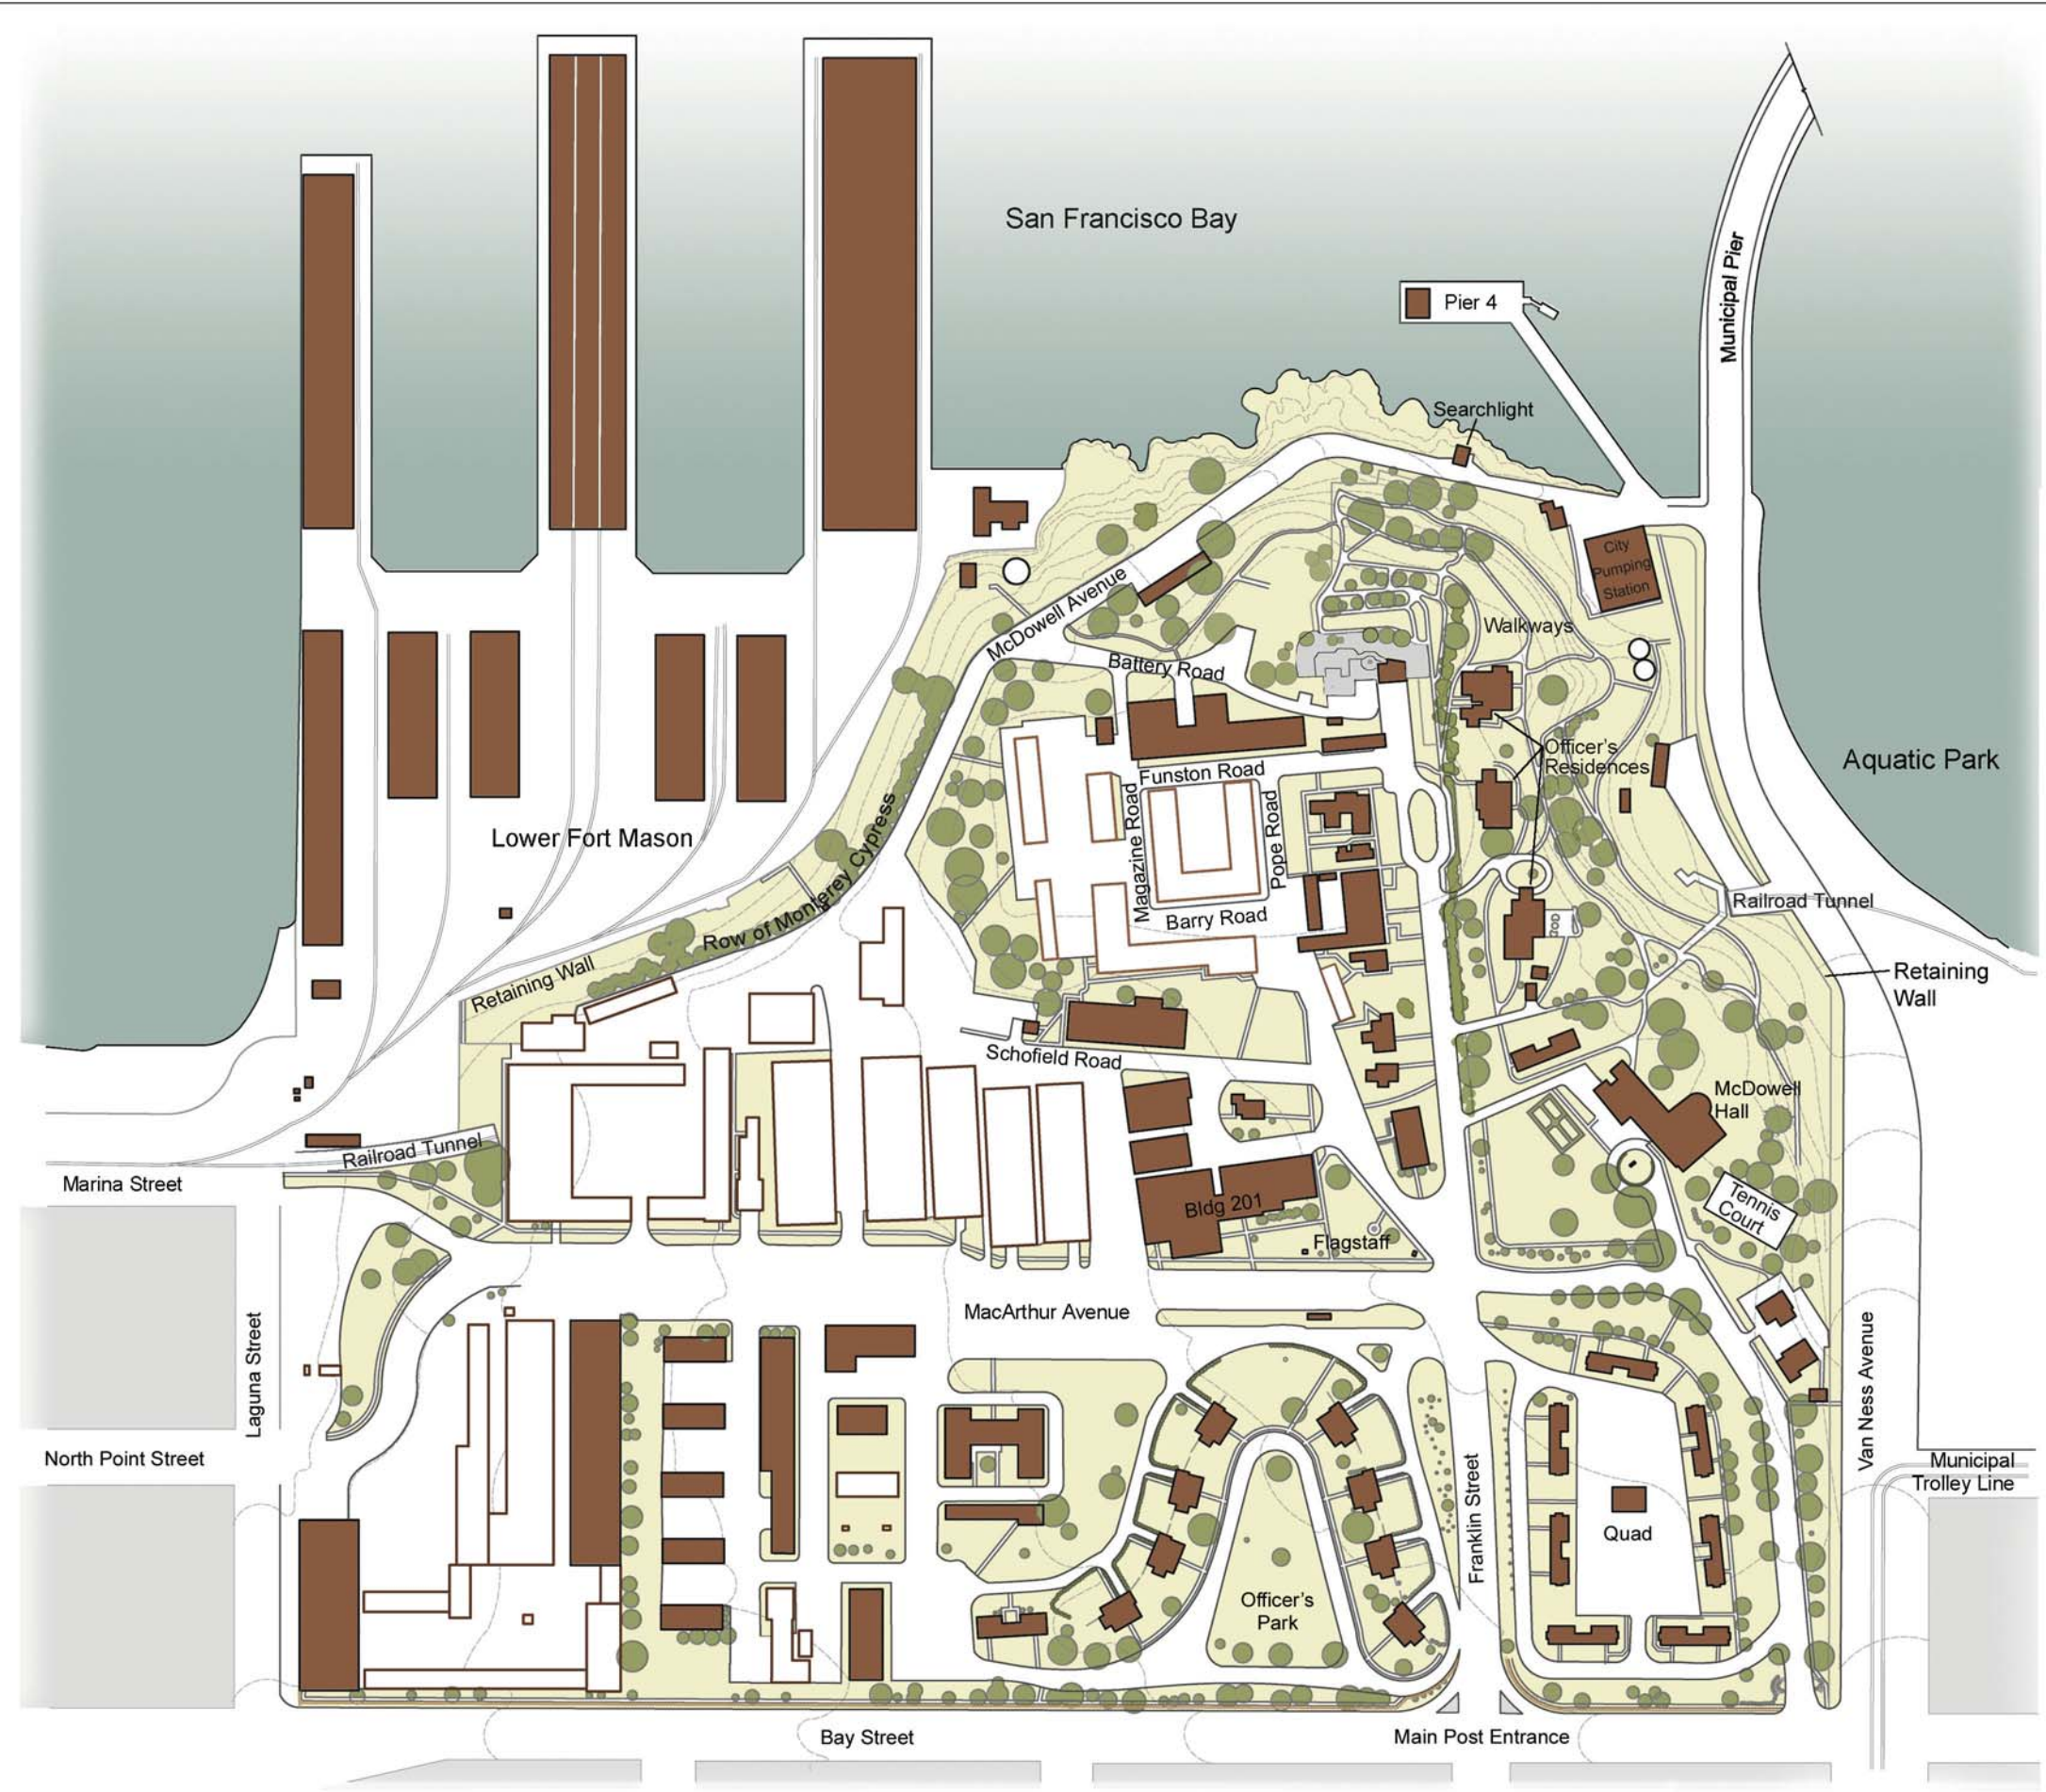 San Francisco Bay
Municipal Pier
Pier 4
Searchlight
City
Pumping
Station
McDowell Avenue
Walkways
Battery Road
Officer's
Residences
Aquatic Park
Funston Road
Magazine Road
Pope Road
Lower Fort Mason
Row of Monterey Cypress
Barry Road
Railroad Tunnel
Retaining Wall
Retaining
Wall
Schofield Road
McDowell
Hall
Railroad Tunnel
Marina Street
Tennis
Court
Bldg 201
Flagstaff
MacArthur Avenue
Laguna Street
Van Ness Avenue
North Point Street
Municipal
Trolley Line
Franklin Street
Quad
Officer's
Park
Bay Street
Main Post Entrance